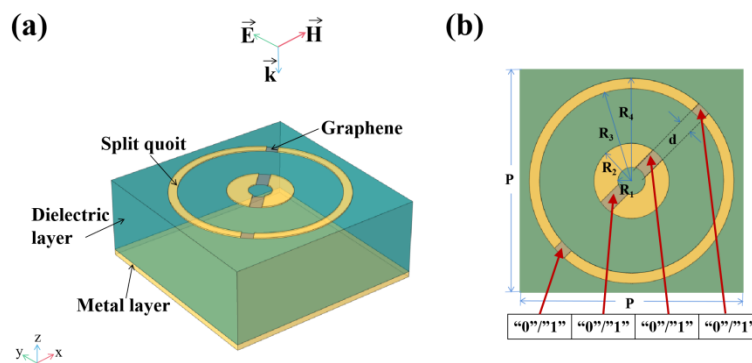 (a)
E
H
k
Graphene
Split quoit
Dielectric
layer
Metal layer
z
y
x
(b)
P
R4
R3
d
R2
R1
P
“0”/”1” “0”/”1” “0”/”1” “0”/”1”